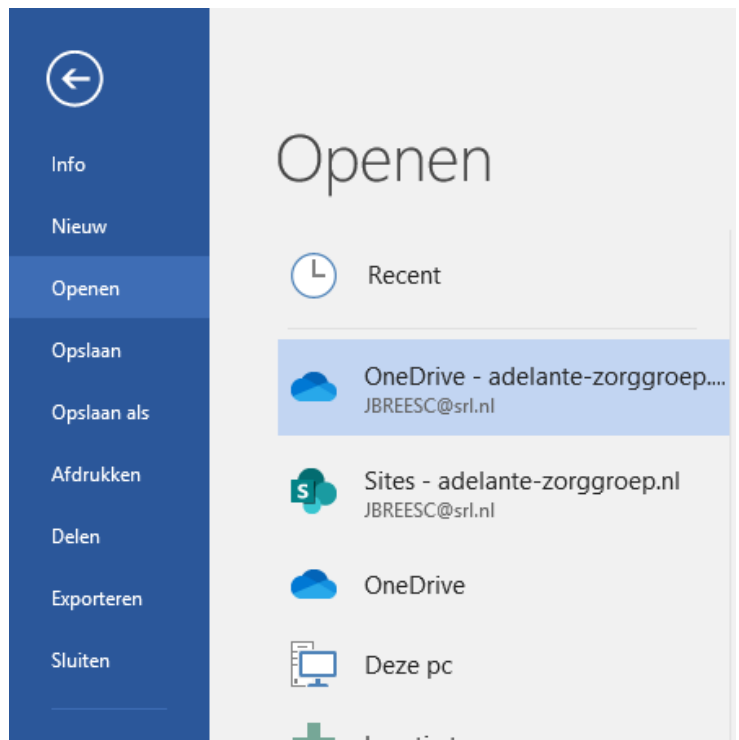 Info
Nieuw
Openen
Opslaan
Opslaan als
Afdrukken
Delen
Exporteren
Sluiten
Openen
Recent
OneDrive - adelante-zorggroep....
JBREESC@srl.nl
S
Sites - adelante-zorggroep.nl
JBREESC@srl.nl
OneDrive
Deze pc